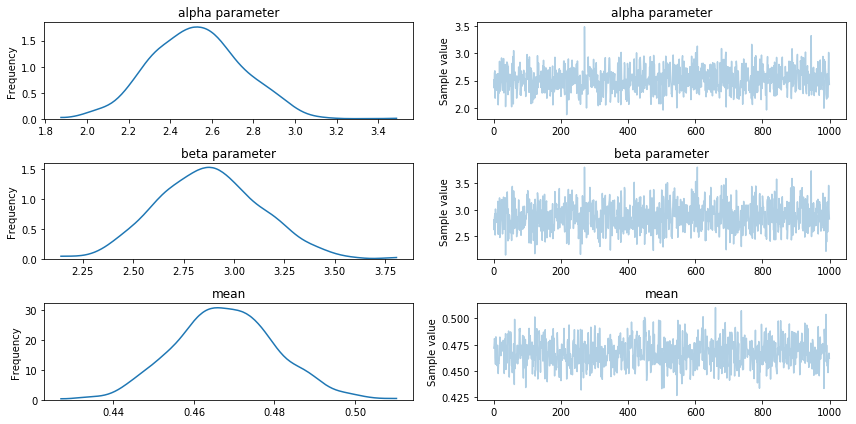 alpha parameter
Frequency
1.5
1.0
0.5
0.0
1.8 2.0 2.2 2.4 2.6 2.8 3.0 3.2 3.4
alpha parameter
Sample value
3.5
3.0
2.5
2.0
0 200 400 600 800 1000
beta parameter
Frequency
1.5
1.0
0.5
0.0
2.25 2.50 2.75 3.00 3.25 3.50 3.75
beta parameter
Sample value
3.5
3.0
2.5
0 200 400 600 800 1000
mean
Frequency
30
20
10
0
0.44 0.46 0.48 0.50
mean
Sample value
0.500
0.475
0.450
0.425
0 200 400 600 800 1000